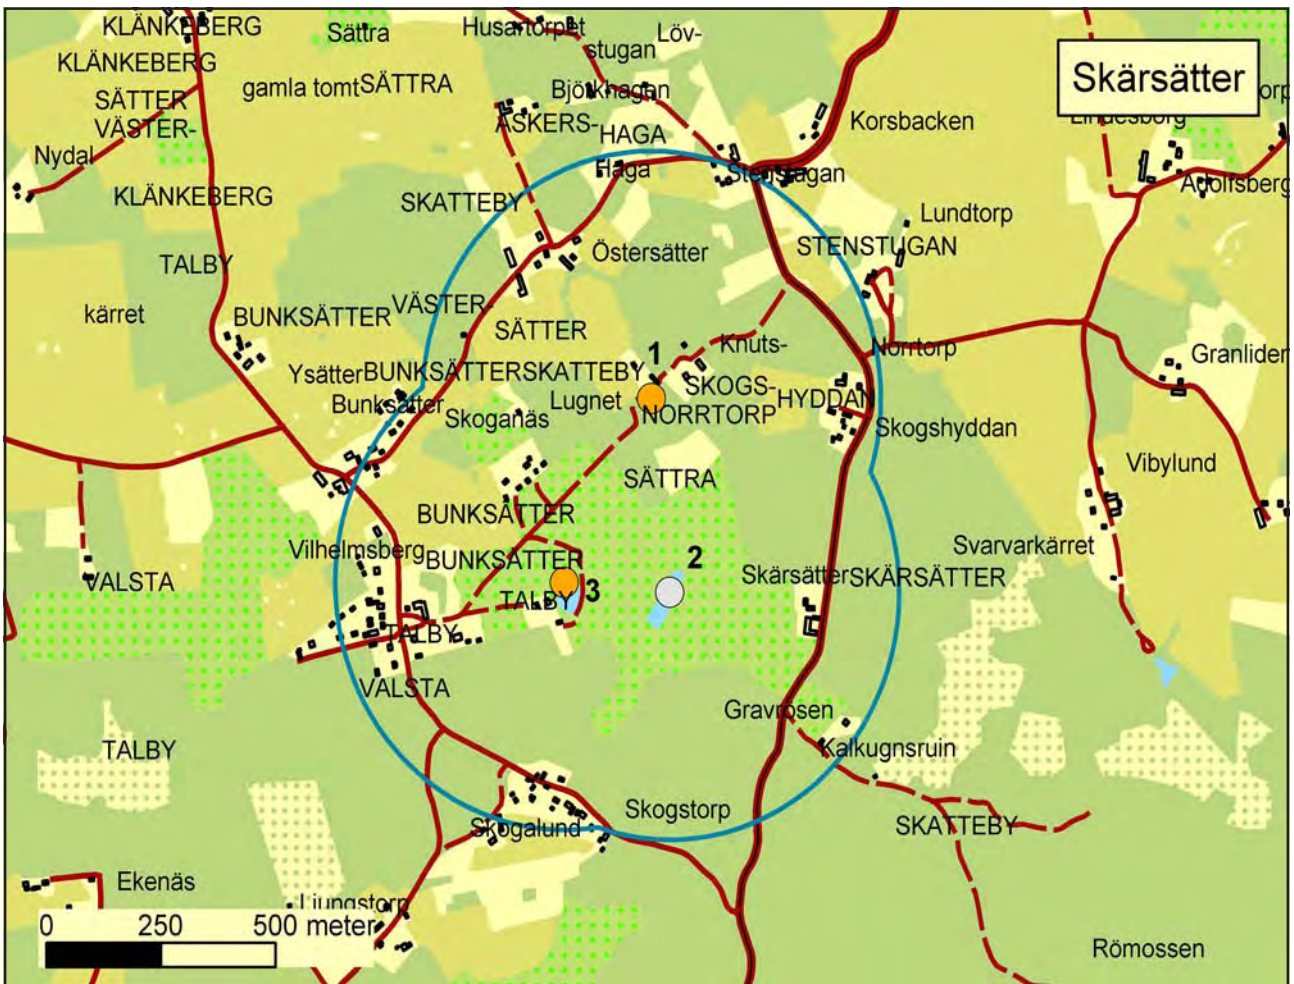 KLÄNKEBERG
Sättra
Husartorpet
Löv-
stugan
Skärsätter
KLÄNKEBERG
gamla tomt SÄTTRA
Björkhagan
SÄTTER
VÄSTER-
ASKERS-
HAGA
Korsbacken
Nydal
Haga
Stenstugan
Adolfsberg
KLÄNKEBERG
SKATTEBY
Lundtorp
TALBY
Östersätter
STENSTUGAN
kärret
BUNKSÄTTER
VÄSTER-
SÄTTER
Knuts-
Norrtorp
Granliden
1
Ysätter
BUNKSÄTTER
SKATTEBY
SKOGS-
HYDDAN
Bunksätter
Lugnet
NORRTORP
Skoganäs
Skogshyddan
SÄTTRA
Vibylund
BUNKSÄTTER
Vilhelmsberg
BUNKSÄTTER
2
Svarvarkärret
VALSTA
Skärsätter
SKÄRSÄTTER
TALBY
3
TALBY
VALSTA
Gravrösen
TALBY
Kalkugnsruin
Skogstorp
Skogalund
SKATTEBY
Ekenäs
Ljungstorp
0 250 500 meter
Römossen